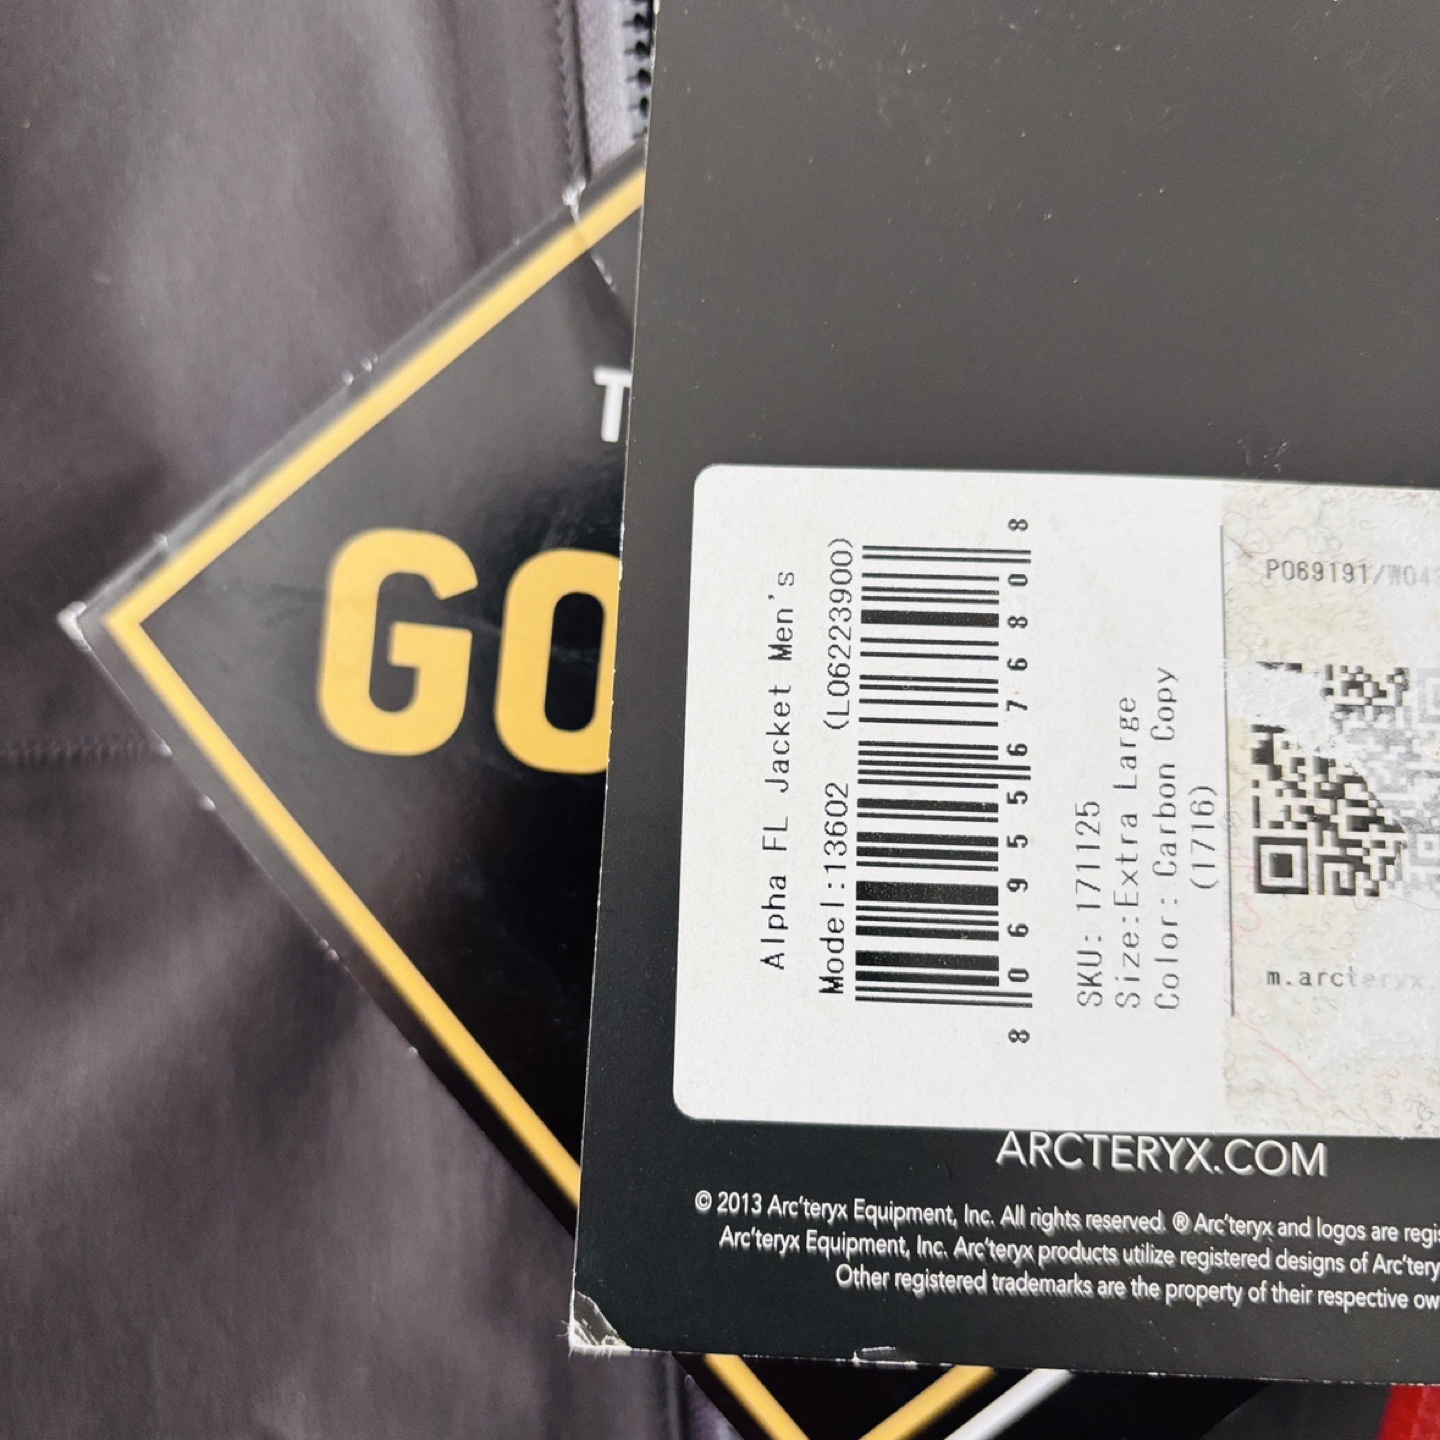 GO
Alpha FL Jacket Men's
Model:13602 (L06223900)
8 06955 67680 8
SKU: 171125
Size:Extra Large
Color: Carbon Copy
(1716)
P069191/
m.arcteryx.
ARCTERYX.COM
© 2013 Arc'teryx Equipment, Inc. All rights reserved. ® Arc'teryx and logos are regis
Arc'teryx Equipment, Inc. Arc'teryx products utilize registered designs of Arc'tery
Other registered trademarks are the property of their respective ow